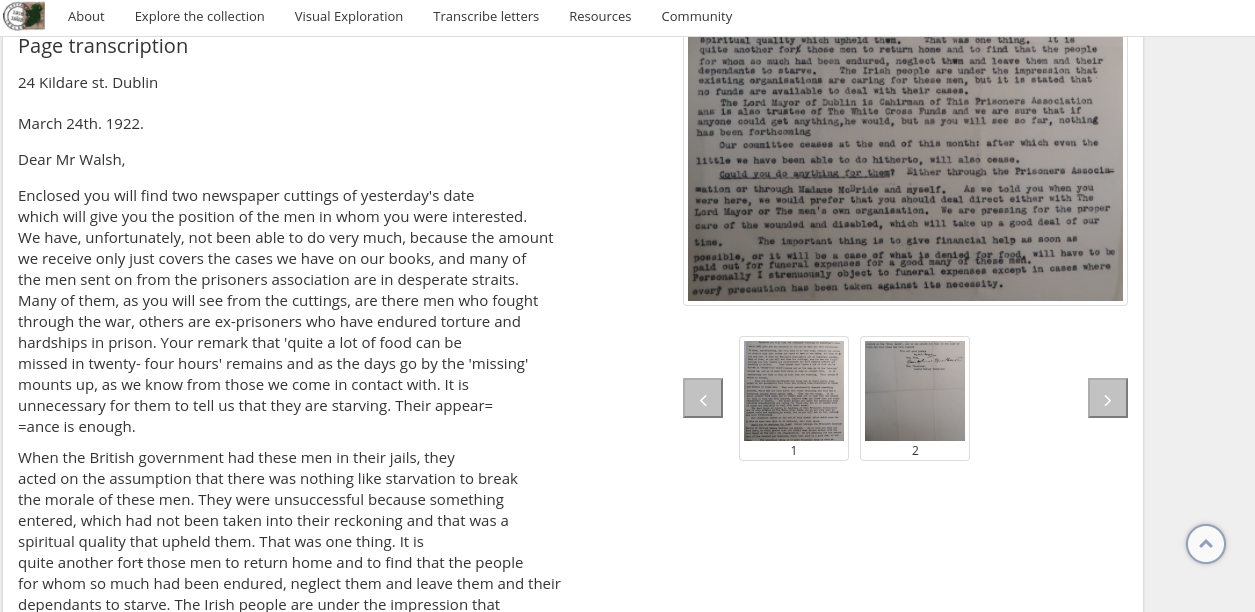 About
Explore the collection
Visual Exploration
Transcribe letters
Resources
Community
Page transcription
24 Kildare st. Dublin
March 24th. 1922.
Dear Mr Walsh,
Enclosed you will find two newspaper cuttings of yesterday's date
which will give you the position of the men in whom you were interested.
We have, unfortunately, not been able to do very much, because the amount
we receive only just covers the cases we have on our books, and many of
the men sent on from the prisoners association are in desperate straits.
Many of them, as you will see from the cuttings, are there men who fought
through the war, others are ex-prisoners who have endured torture and
hardships in prison. Your remark that 'quite a lot of food can be
missed in twenty- four hours' remains and as the days go by the 'missing'
mounts up, as we know from those we come in contact with. It is
unnecessary for them to tell us that they are starving. Their appear=
=ance is enough.
When the British government had these men in their jails, they
acted on the assumption that there was nothing like starvation to break
the morale of these men. They were unsuccessful because something
entered, which had not been taken into their reckoning and that was a
spiritual quality that upheld them. That was one thing. It is
quite another fort those men to return home and to find that the people
for whom so much had been endured, neglect them and leave them and their
dependants to starve. The Irish people are under the impression that
spiritual quality which upheld them. That was one thing. It is
quite another for those men to return home and to find that the people
for whom so much had been endured, neglect them and leave them and their
dependants to starve. The Irish people are under the impression that
existing organisations are caring for these men, but it is stated that
no funds are available to deal with their cases.
The Lord Mayor of Dublin is Cahirman of This Prisoners Association
ans is also trustee of The White Cross Funds and we are sure that if
anyone could get anything,he would, but as you will see so far, nothing
has been forthcoming
Our committee ceases at the end of this month: after which even the
little we have been able to do hitherto, will also cease.
Could you do anything for them? Either through the Prisoners Associa=
mation or through Madame McBride and myself. As we told you when you
were here, we would prefer that you should deal direct either with The
Lord Mayor or The men's own organisation. We are pressing for the proper
care of the wounded and disabled, which will take up a good deal of our
time. The important thing is to give financial help as soon as
possible, or it will be a case of what is denied for food, will have to be
paid out for funeral expenses for a good many of these men.
Personally I strenuously object to funeral expenses except in cases where
every precaution has been taken against its necessity.
1
2